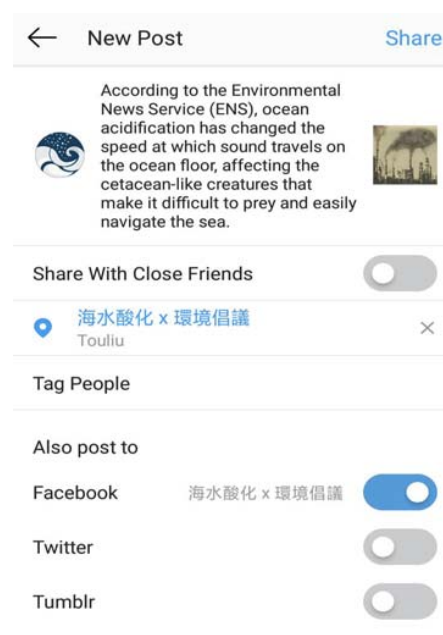 New Post Share
According to the Environmental
News Service (ENS), ocean
acidification has changed the
speed at which sound travels on
the ocean floor, affecting the
cetacean-like creatures that
make it difficult to prey and easily
navigate the sea.
Share With Close Friends
海水酸化 x 環境倡議
Touliu
Tag People
Also post to
Facebook 海水酸化 x 環境倡議
Twitter
Tumblr